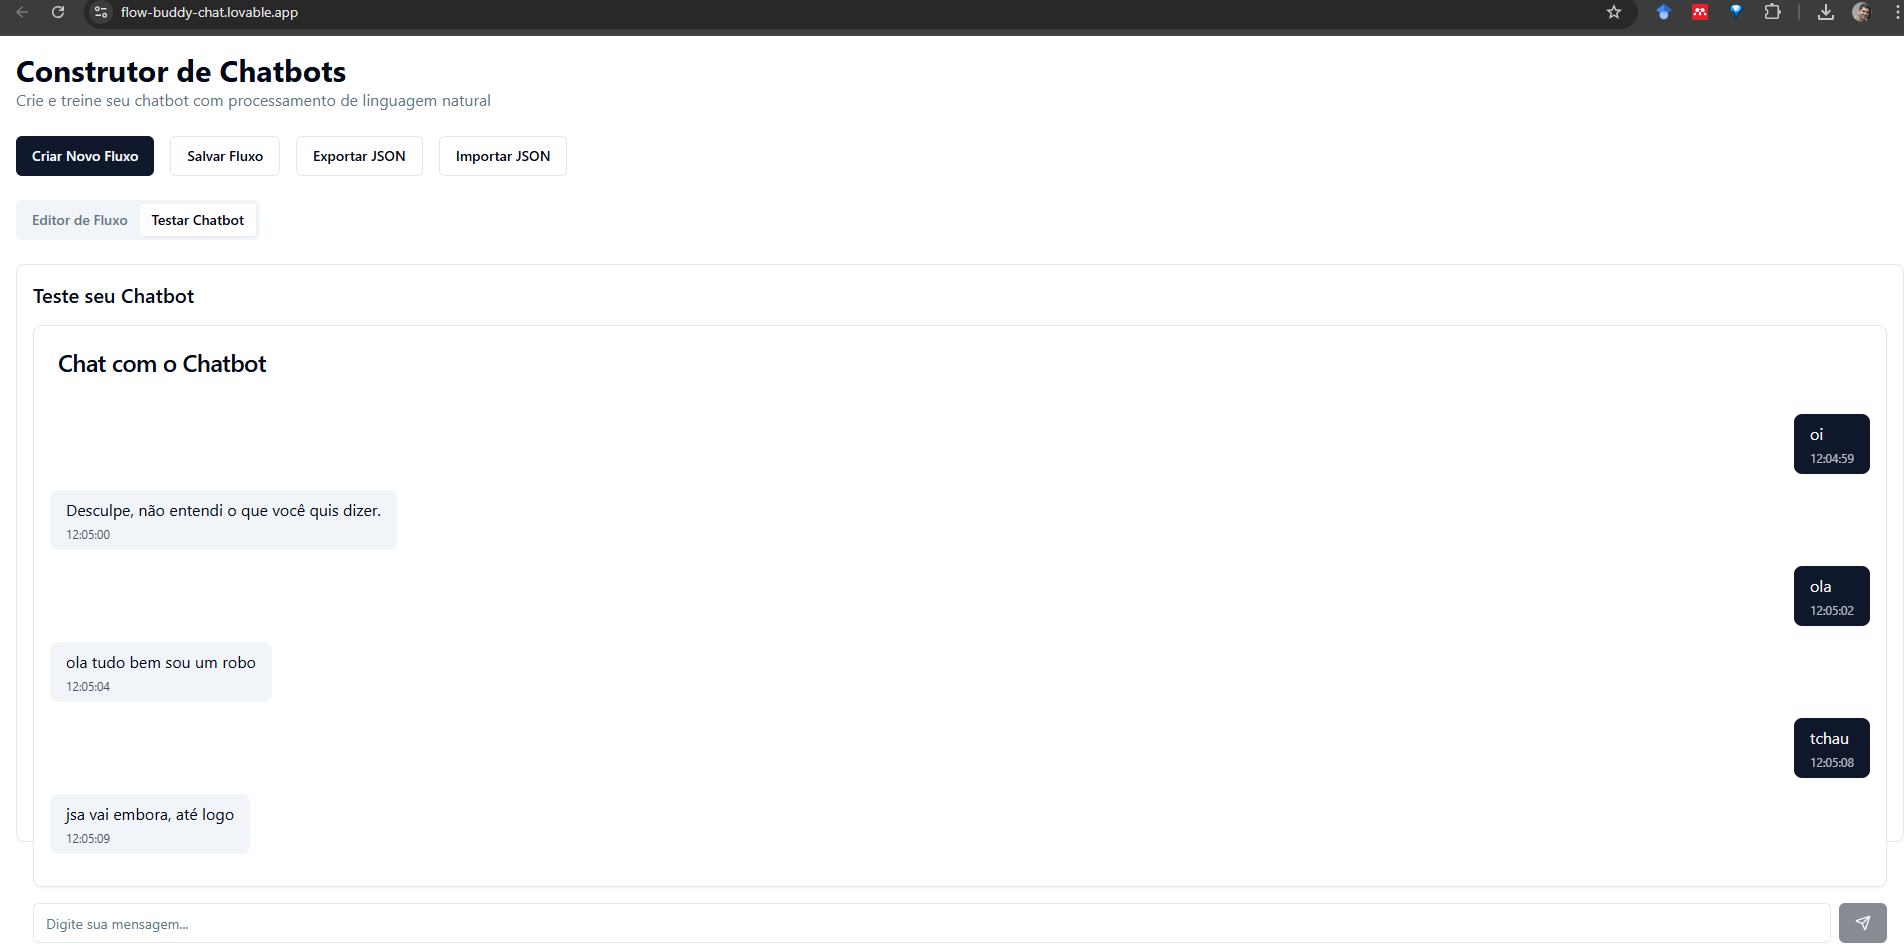 flow-buddy-chat.lovable.app
Construtor de Chatbots
Crie e treine seu chatbot com processamento de linguagem natural
Criar Novo Fluxo
Salvar Fluxo
Exportar JSON
Importar JSON
Editor de Fluxo
Testar Chatbot
Teste seu Chatbot
Chat com o Chatbot
oi
12:04:59
Desculpe, não entendi o que você quis dizer.
12:05:00
ola
12:05:02
ola tudo bem sou um robo
12:05:04
tchau
12:05:08
jsa vai embora, até logo
12:05:09
Digite sua mensagem...